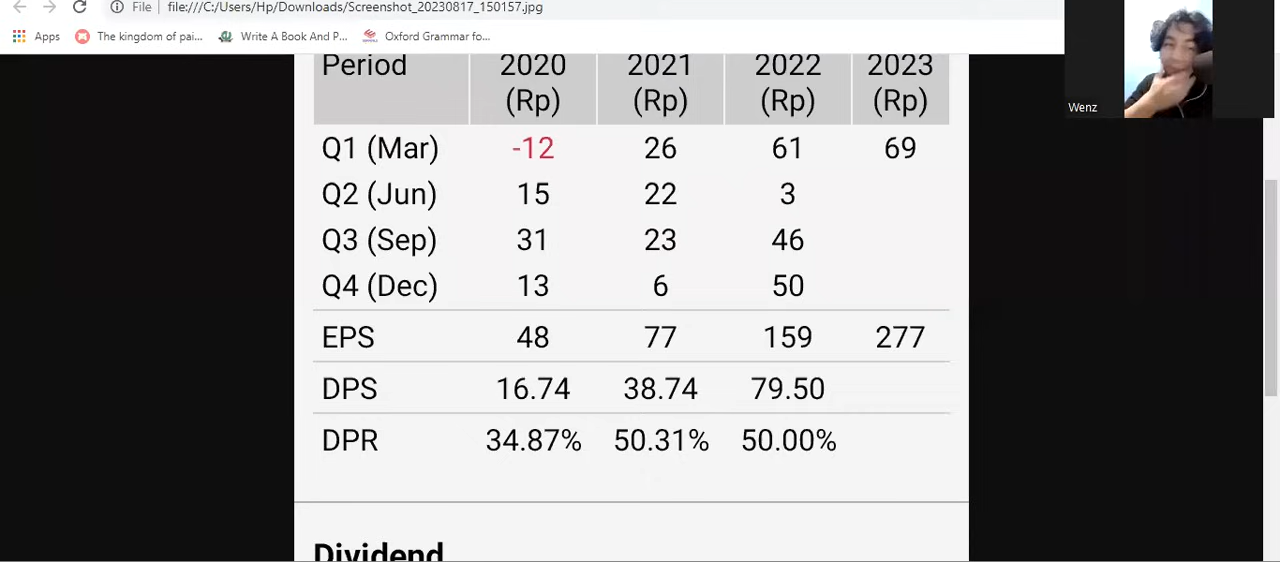 File file:///C:/Users/Hp/Downloads/Screenshot_20230817_150157.jpg
Apps The kingdom of pai... Write A Book And P... Oxford Grammar fo...
Wenz
Period 2020 (Rp) 2021 (Rp) 2022 (Rp) 2023 (Rp)
Q1 (Mar) -12 26 61 69
Q2 (Jun) 15 22 3
Q3 (Sep) 31 23 46
Q4 (Dec) 13 6 50
EPS 48 77 159 277
DPS 16.74 38.74 79.50
DPR 34.87% 50.31% 50.00%
Dividend